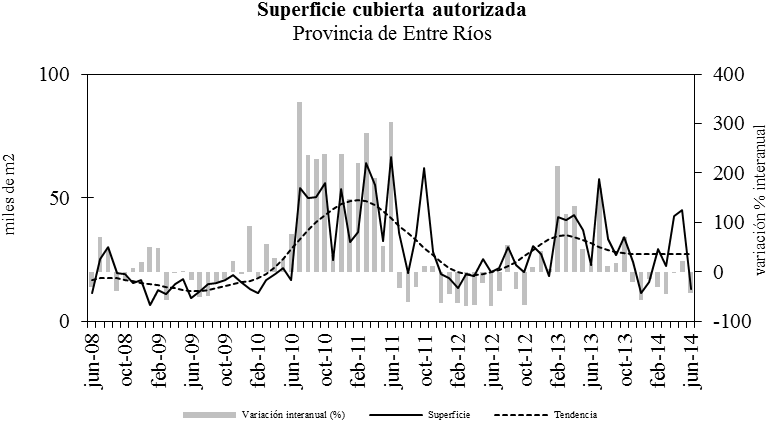 Superficie cubierta autorizada
Provincia de Entre Ríos
miles de m2
100
50
0
400
300
200
100
0
-100
variación % interanual
jun-08
oct-08
feb-09
jun-09
oct-09
feb-10
jun-10
oct-10
feb-11
jun-11
oct-11
feb-12
jun-12
oct-12
feb-13
jun-13
oct-13
feb-14
jun-14
Variación interanual (%)
Superficie
Tendencia